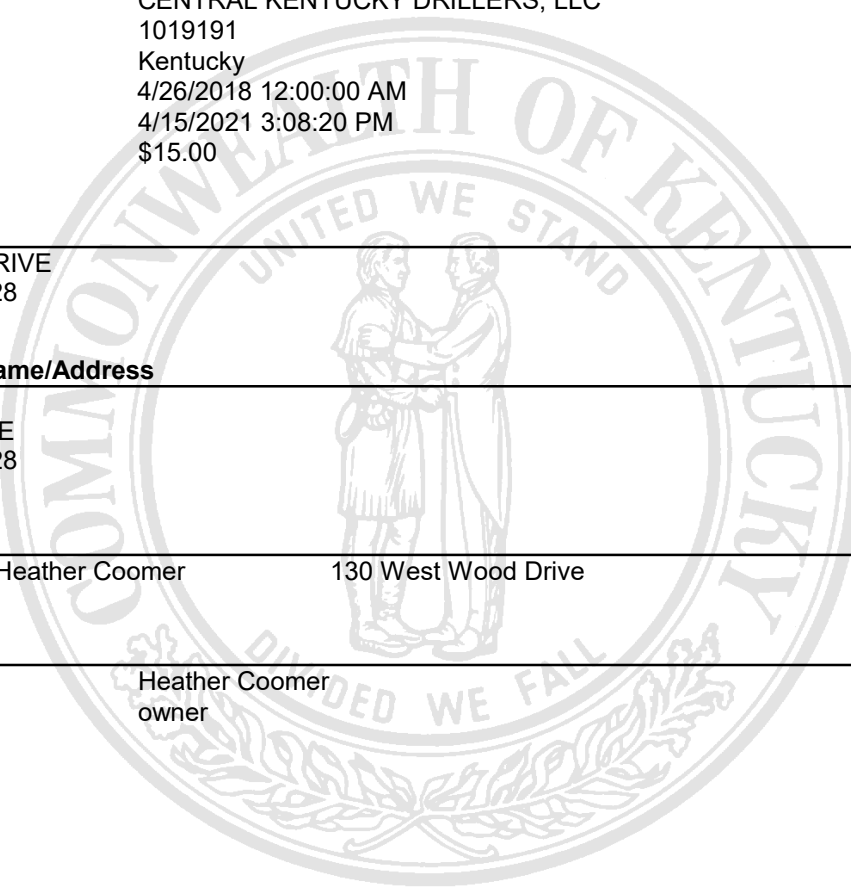 CENTRAL KENTUCKY DRILLERS, LLC
1019191
Kentucky
4/26/2018 12:00:00 AM
4/15/2021 3:08:20 PM
$15.00
RIVE
28
ame/Address
E
28
Heather Coomer 130 West Wood Drive
Heather Coomer
owner
COMMONWEALTH OF KENTUCKY
UNITED WE STAND
DIVIDED WE FALL